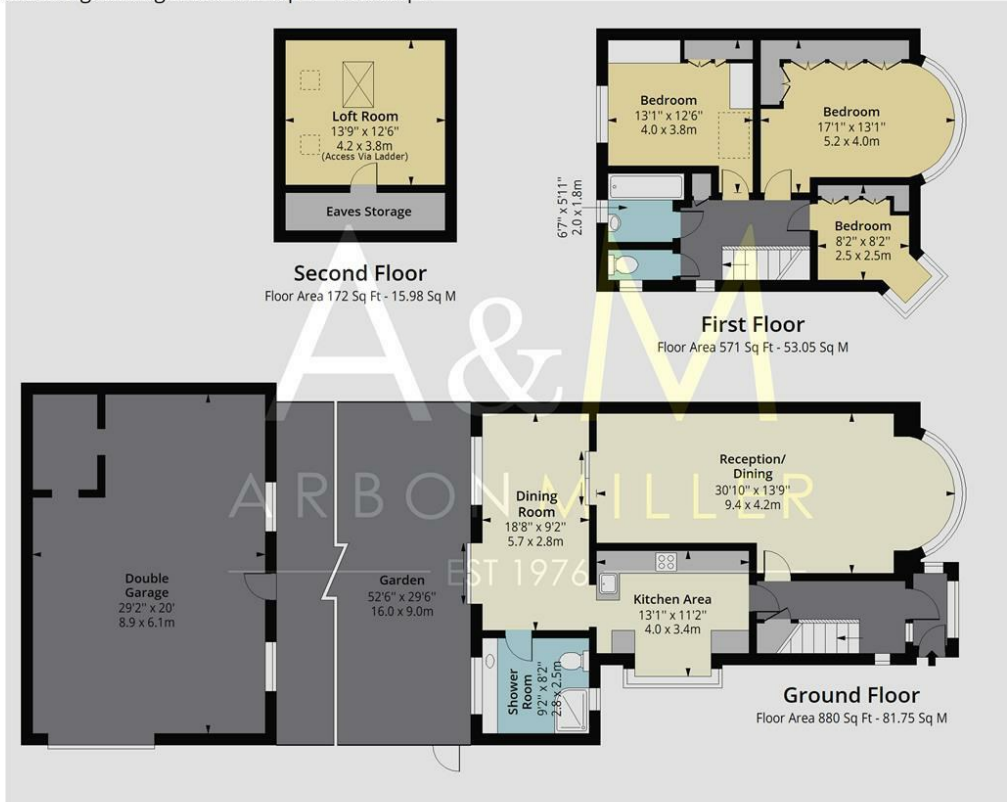 Loft Room
13'9" x 12'6"
4.2 x 3.8m
(Access Via Ladder)
Eaves Storage
Second Floor
Floor Area 172 Sq Ft - 15.98 Sq M
Bedroom
13'1" x 12'6"
4.0 x 3.8m
Bedroom
17'1" x 13'1"
5.2 x 4.0m
6'7" x 5'11"
2.0 x 1.8m
Bedroom
8'2" x 8'2"
2.5 x 2.5m
First Floor
Floor Area 571 Sq Ft - 53.05 Sq M
A&M
ARBON MILLER
EST 1976
Double
Garage
29'2" x 20'
8.9 x 6.1m
Garden
52'6" x 29'6"
16.0 x 9.0m
Dining
Room
18'8" x 9'2"
5.7 x 2.8m
Reception/
Dining
30'10" x 13'9"
9.4 x 4.2m
Kitchen Area
13'1" x 11'2"
4.0 x 3.4m
Shower
Room
9'2" x 8'2"
2.8 x 2.5m
Ground Floor
Floor Area 880 Sq Ft - 81.75 Sq M